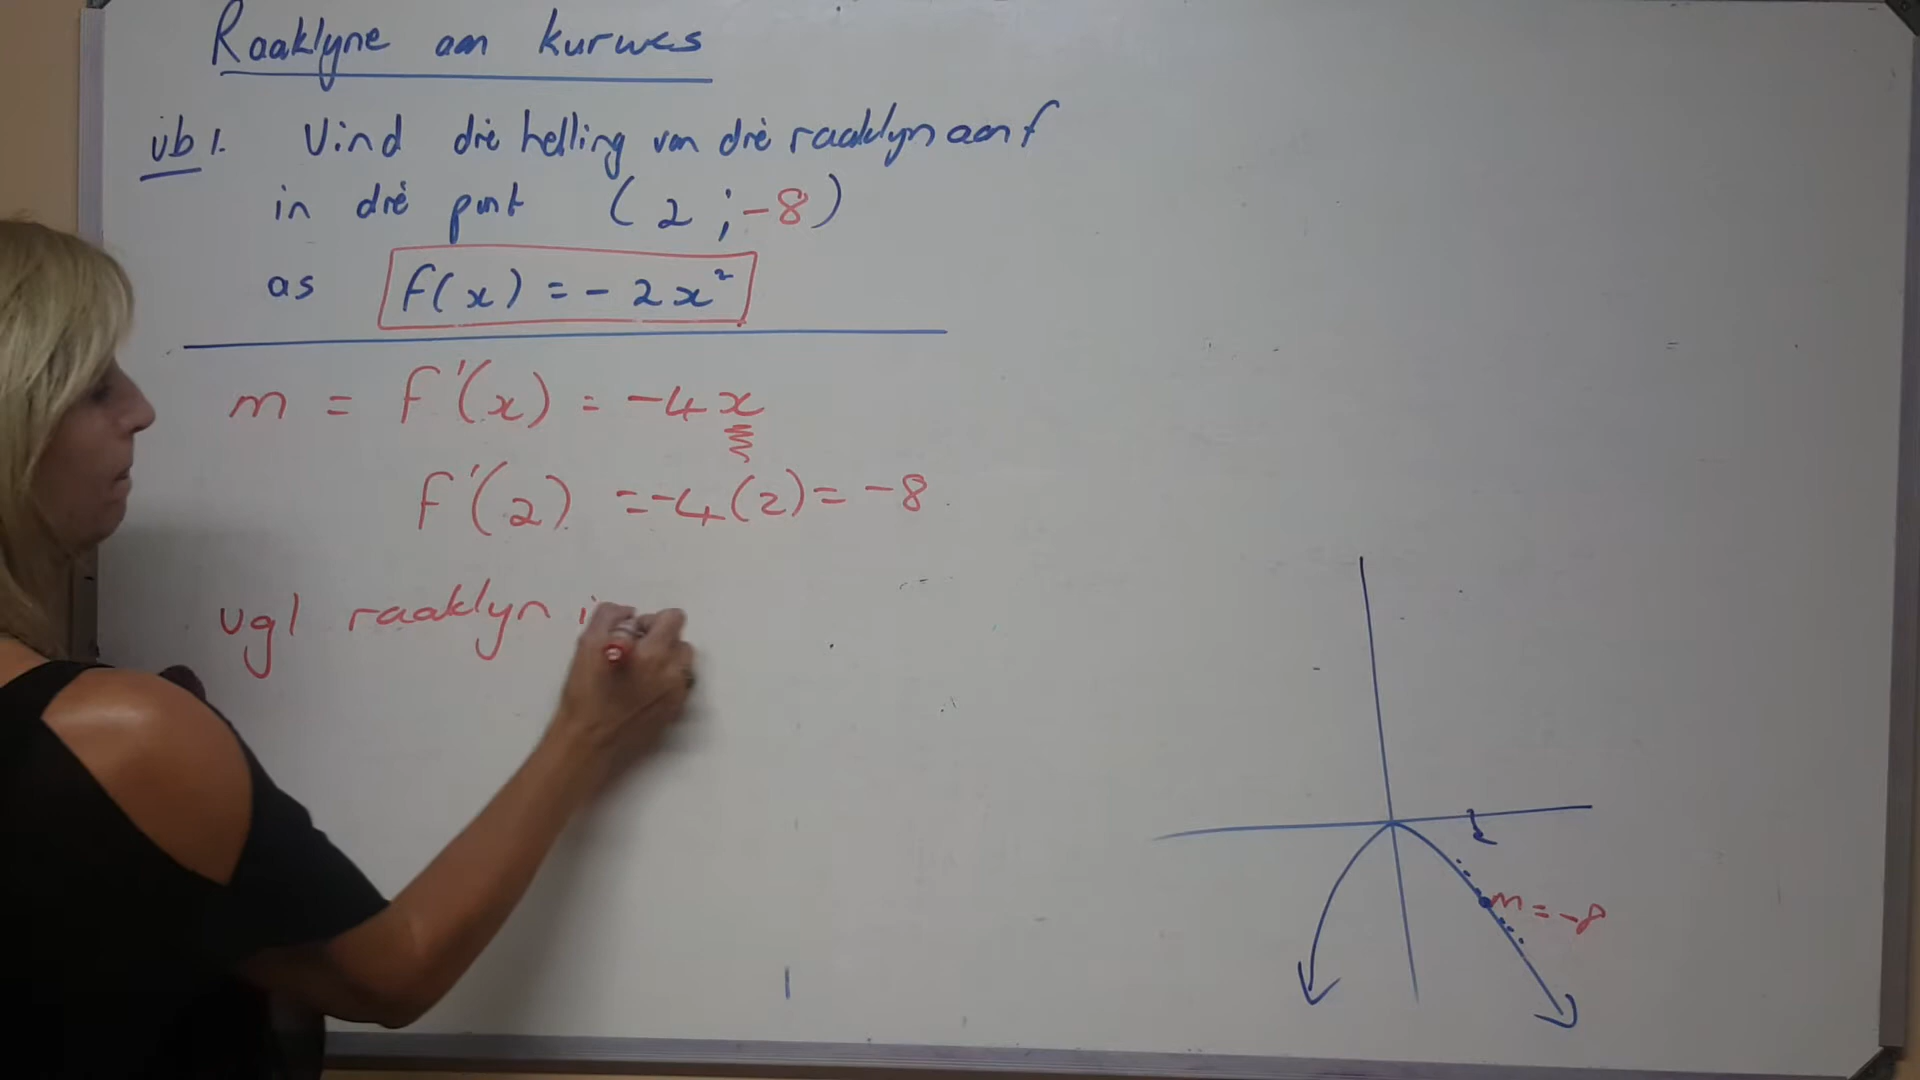 Raaklyne aan kurwes
vb 1. Vind die helling van die raaklyn aan f
in die punt (2 ; -8)
as f(x) = - 2x²
m = f'(x) = -4x
f'(2) = -4(2) = -8
vgl raaklyn i
2
m = -8